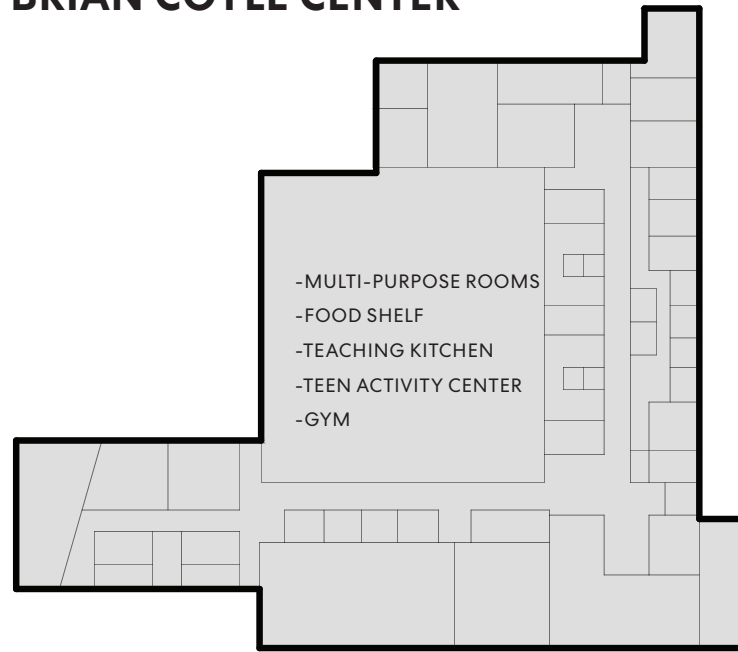 BRIAN COYLE CENTER
-MULTI-PURPOSE ROOMS
-FOOD SHELF
-TEACHING KITCHEN
-TEEN ACTIVITY CENTER
-GYM